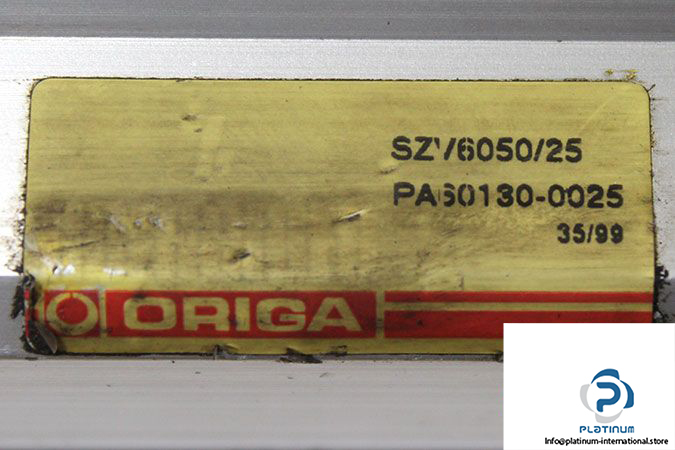 SZV6050/25
PA60130-0025
35/99
ORIGA
PLATINUM
Info@platinum-international.store